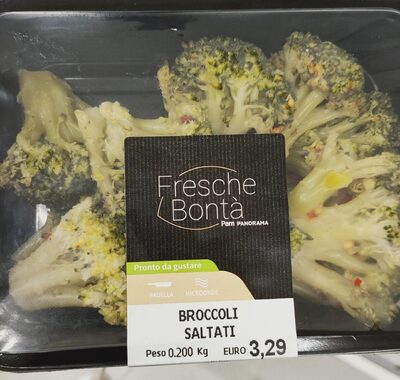 Fresche
Bontà
Pam PANORAMA
Pronto da gustare
PADELLA MICROONDE
BROCCOLI
SALTATI
Peso 0.200 Kg EURO 3,29